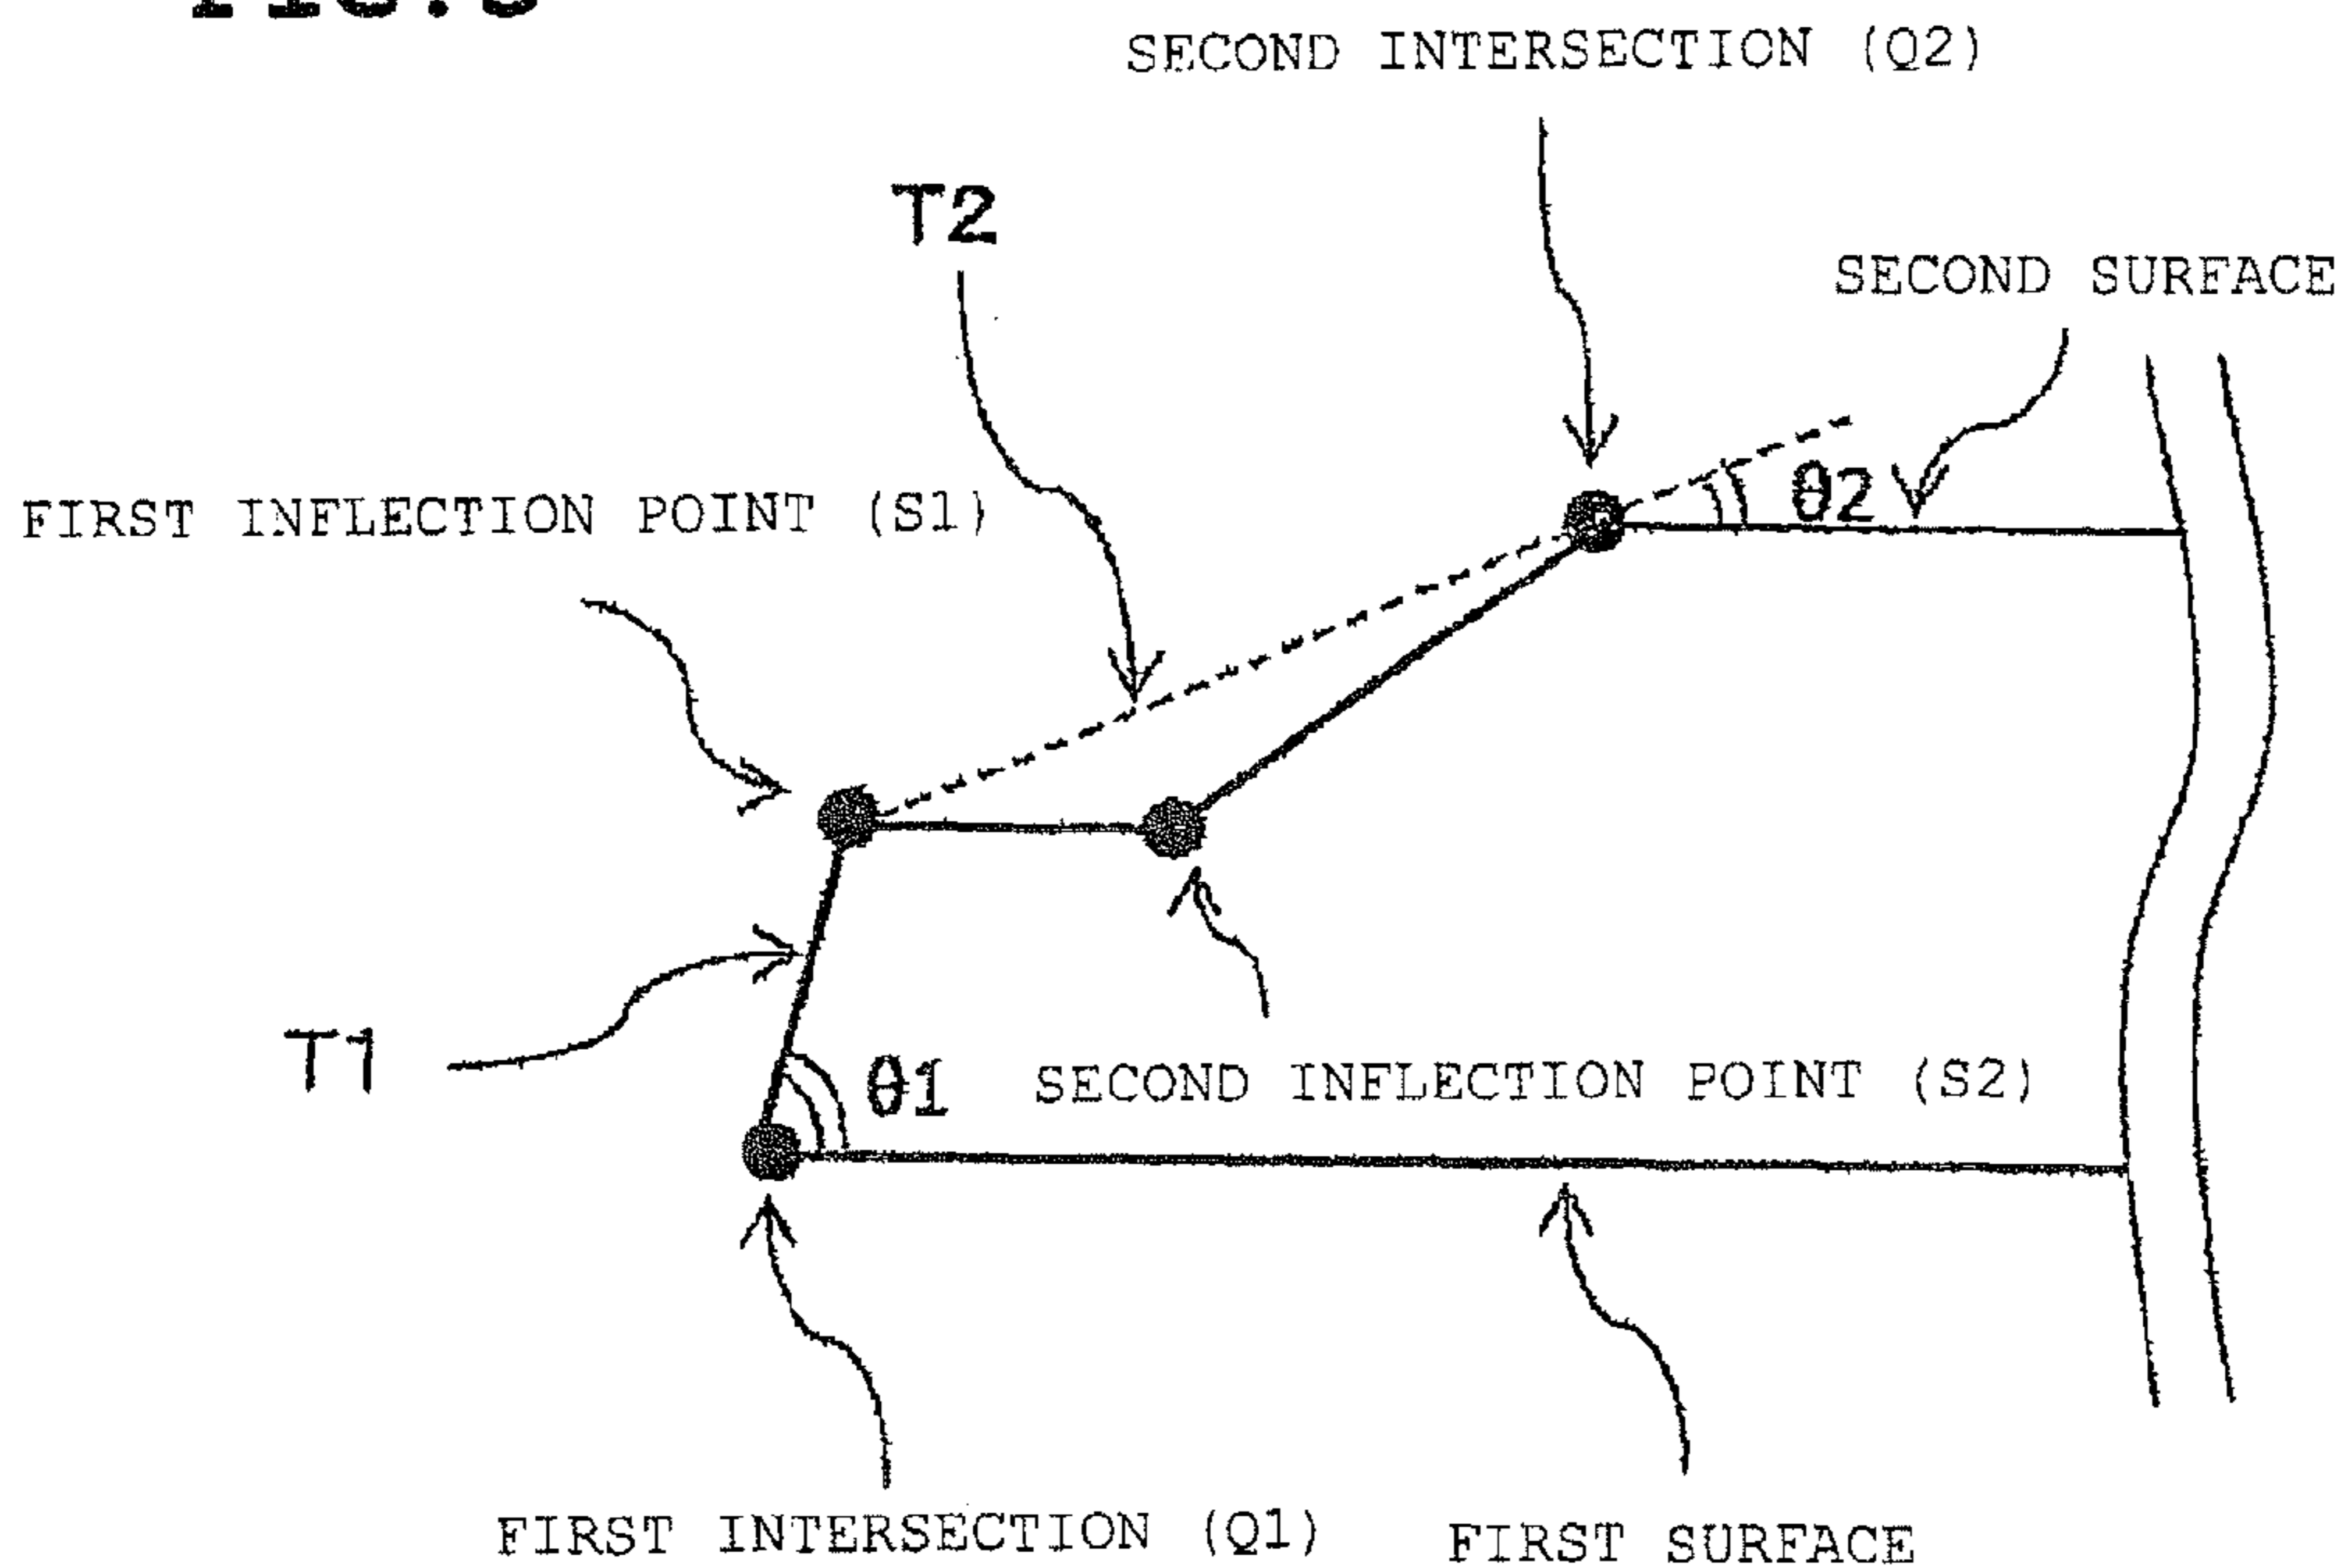 SECOND INTERSECTION (Q2)
T2
SECOND SURFACE
θ2
FIRST INFLECTION POINT (S1)
T1
θ1
SECOND INFLECTION POINT (S2)
FIRST INTERSECTION (Q1)
FIRST SURFACE